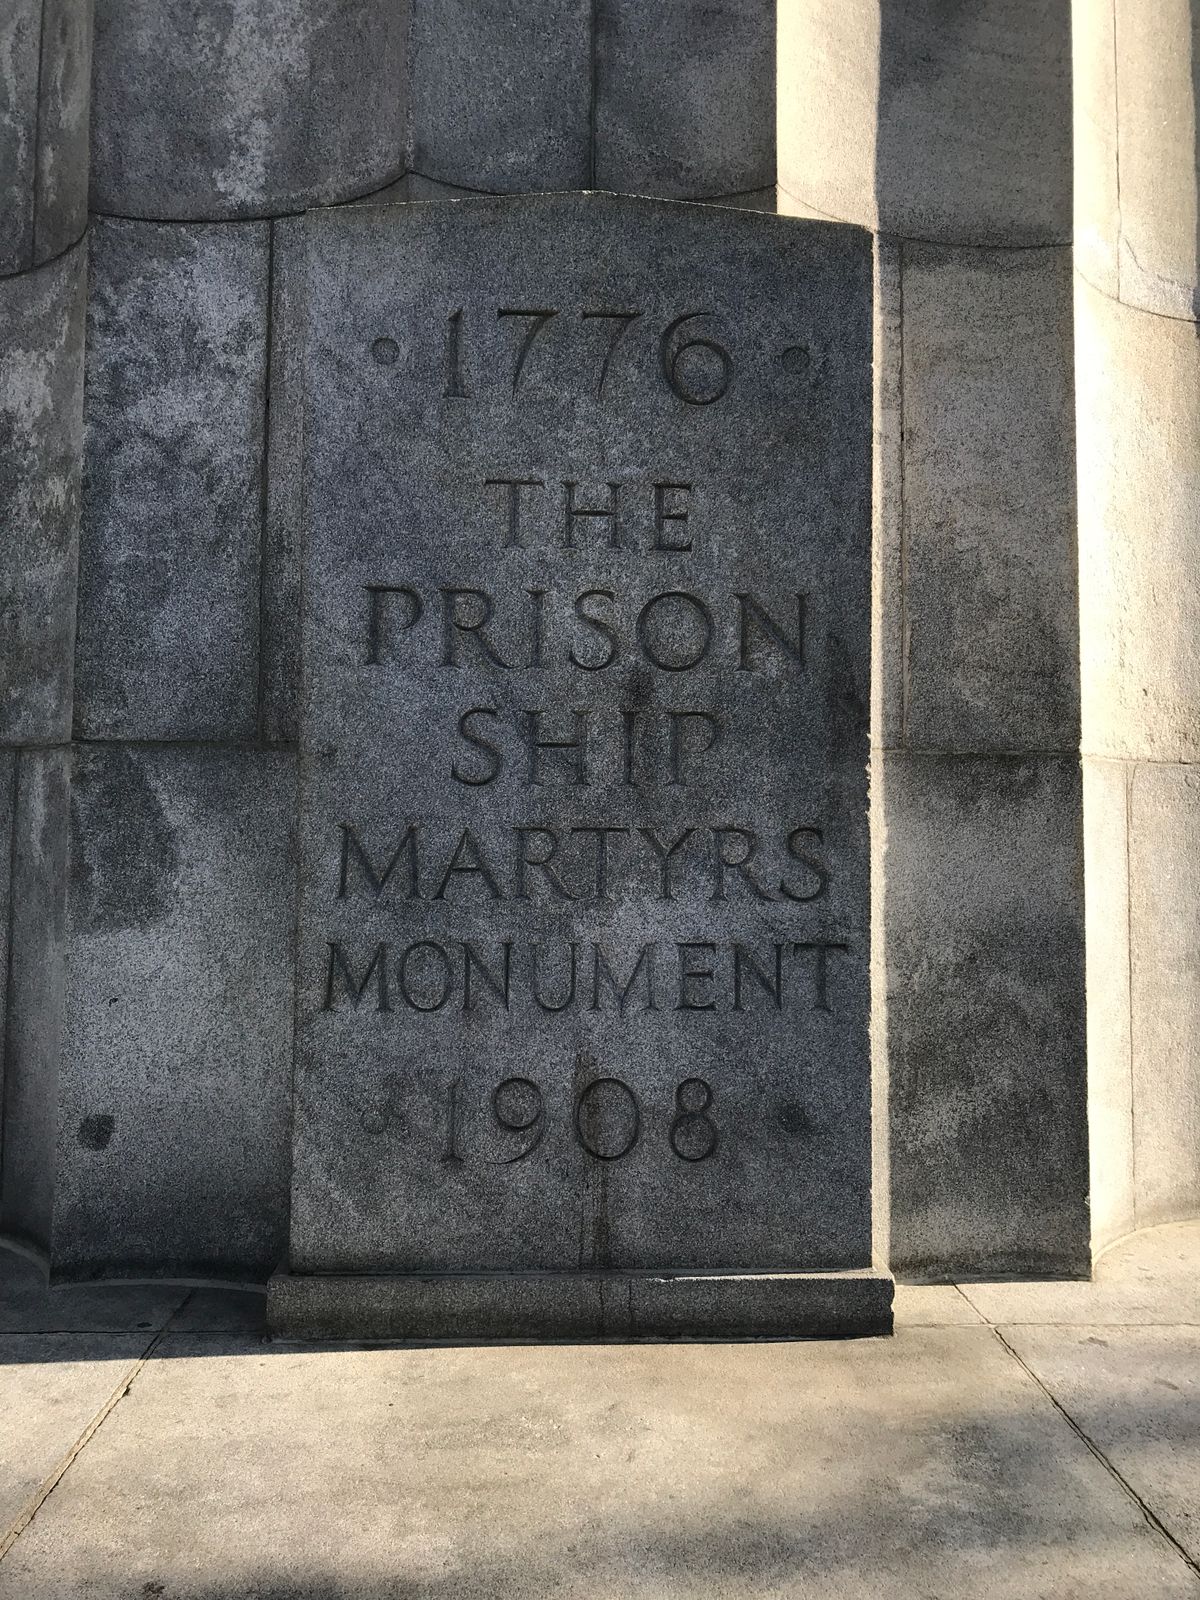 · 1776 ·
THE
PRISON
SHIP
MARTYRS
MONUMENT
· 1908 ·